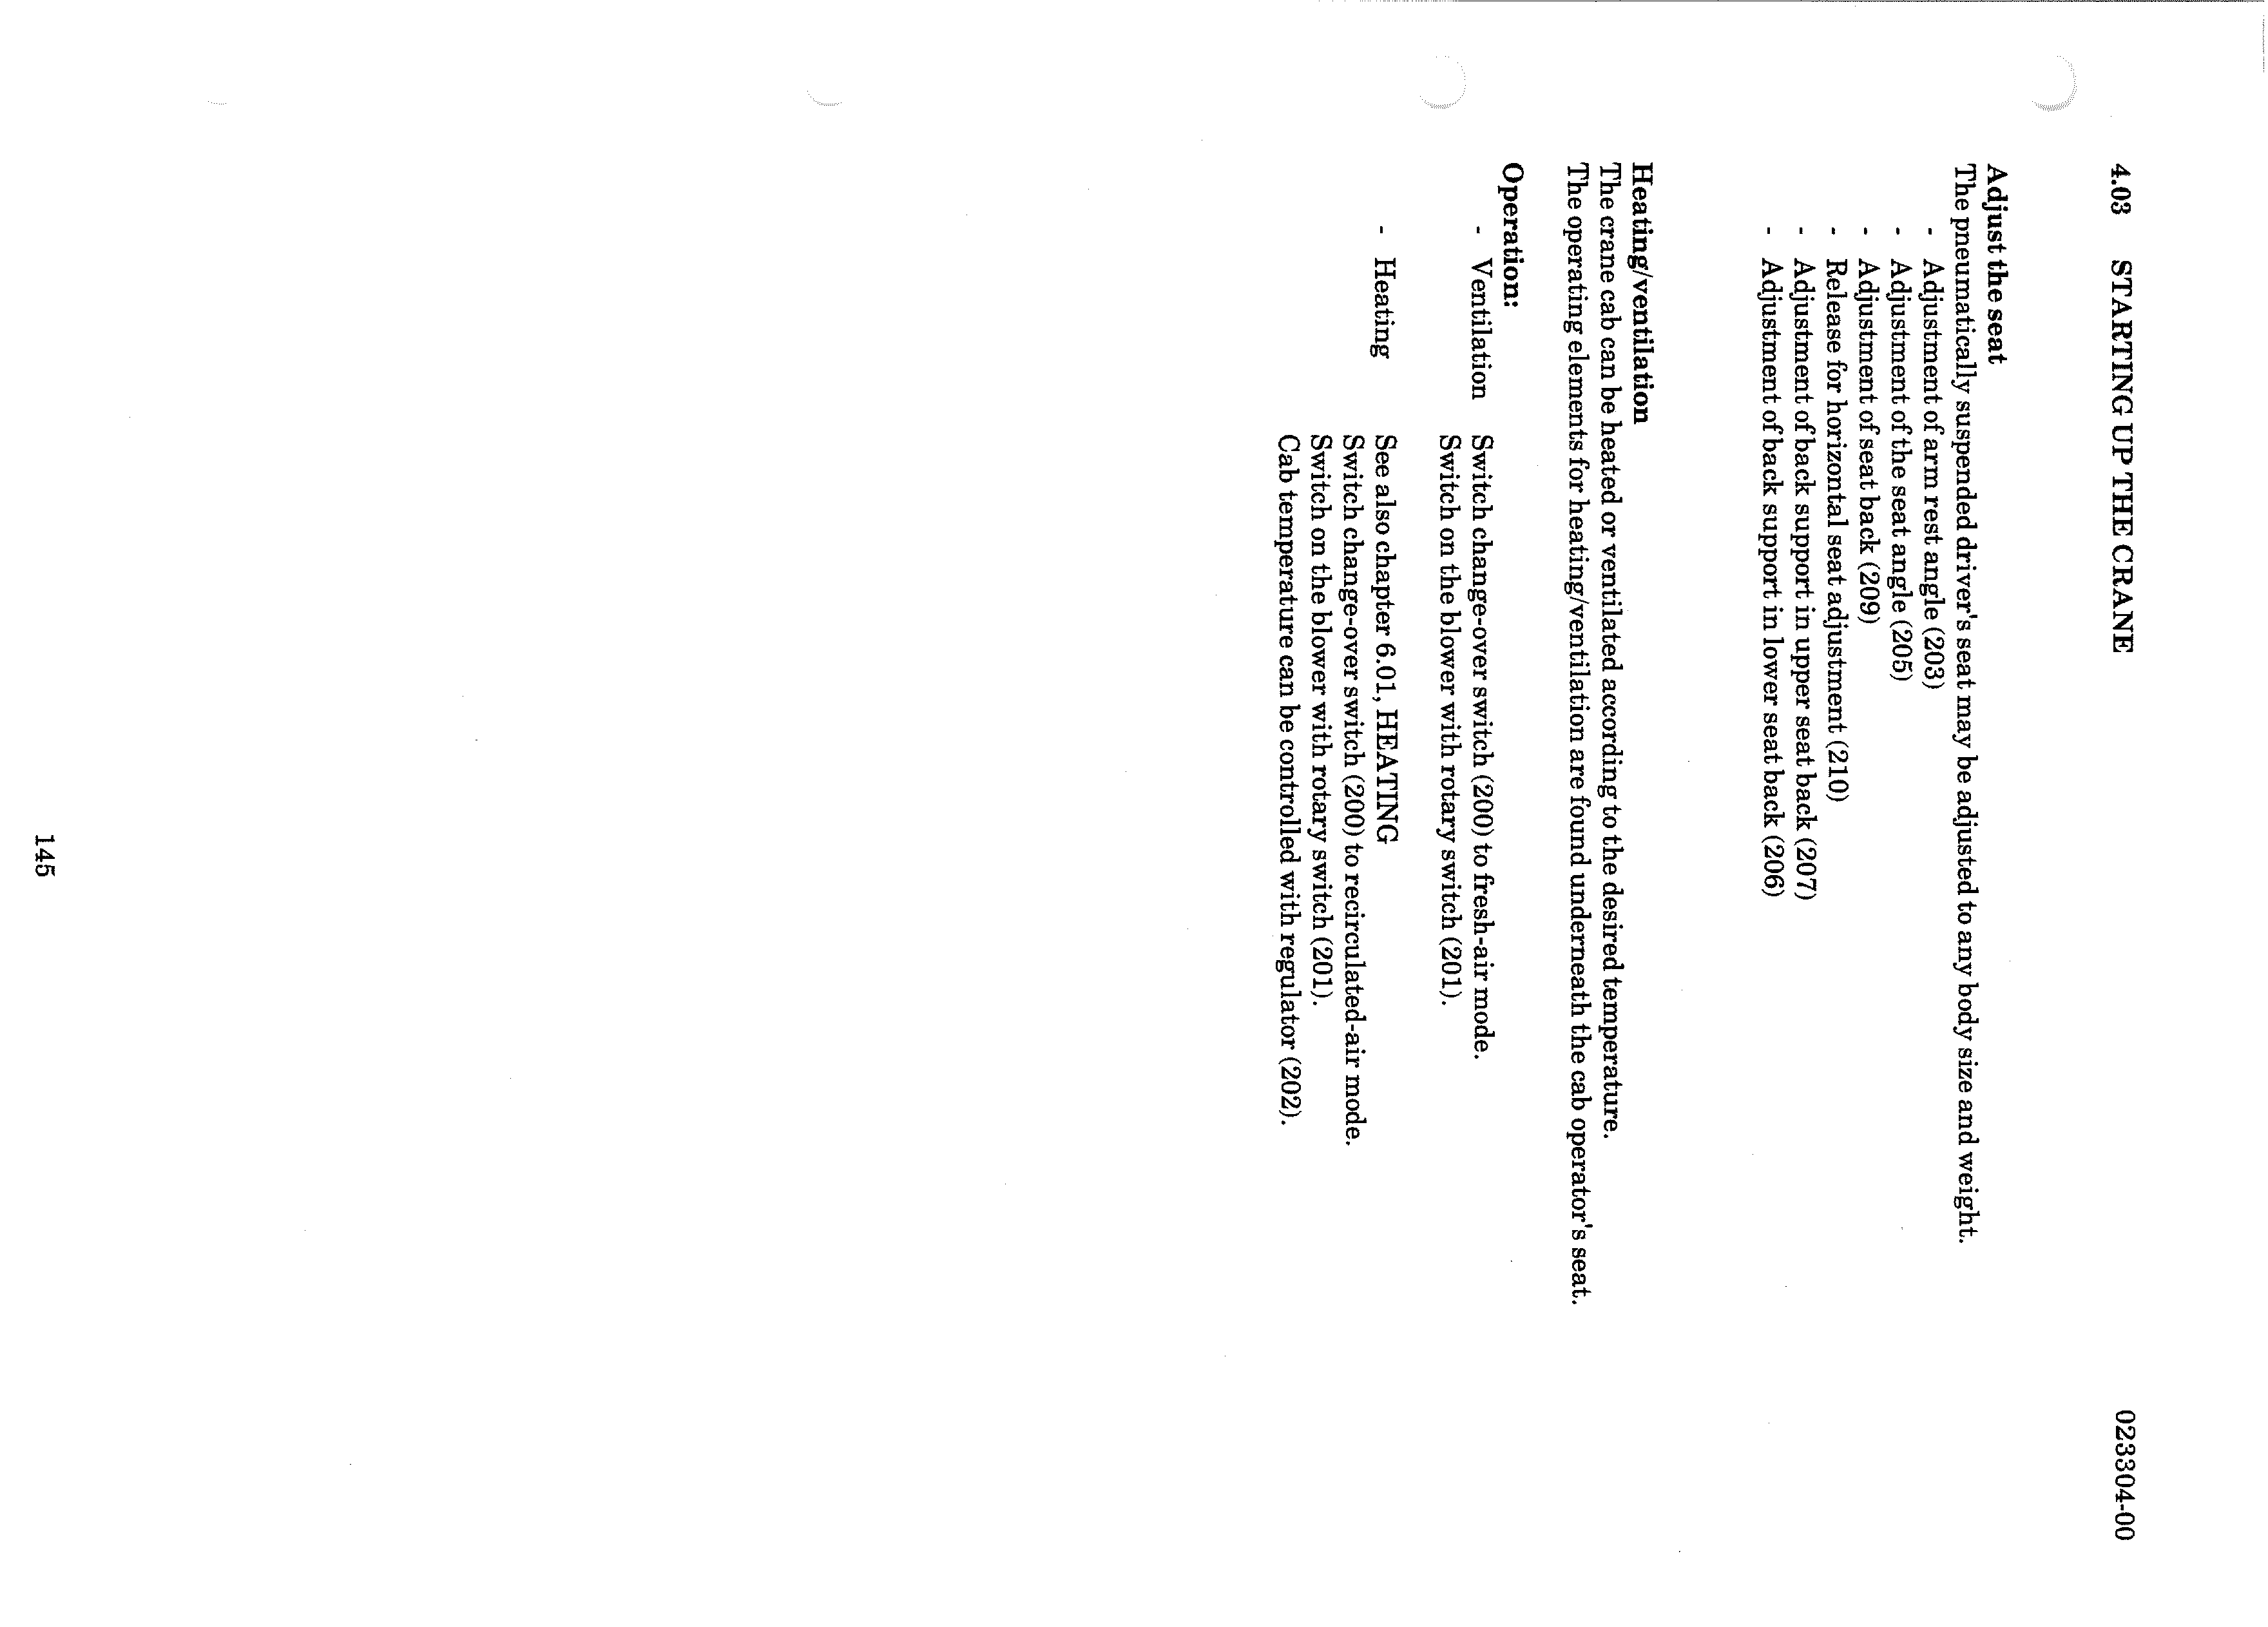 4.03 STARTING UP THE CRANE 023304-00
Adjust the seat
The pneumatically suspended driver's seat may be adjusted to any body size and weight.
- Adjustment of arm rest angle (203)
- Adjustment of the seat angle (205)
- Adjustment of seat back (209)
- Release for horizontal seat adjustment (210)
- Adjustment of back support in upper seat back (207)
- Adjustment of back support in lower seat back (206)
Heating/ventilation
The crane cab can be heated or ventilated according to the desired temperature.
The operating elements for heating/ventilation are found underneath the cab operator's seat.
Operation:
- Ventilation Switch change-over switch (200) to fresh-air mode.
Switch on the blower with rotary switch (201).
- Heating See also chapter 6.01, HEATING
Switch change-over switch (200) to recirculated-air mode.
Switch on the blower with rotary switch (201).
Cab temperature can be controlled with regulator (202).
145